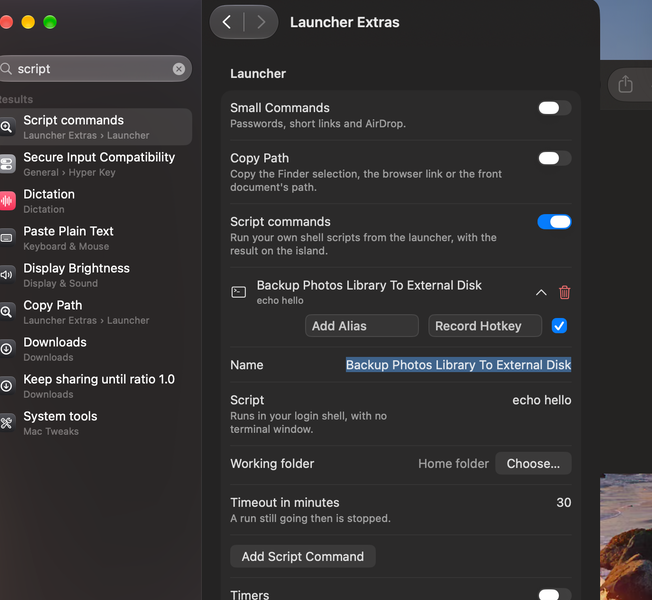 Launcher Extras
script
Results
Script commands
Launcher Extras › Launcher
Secure Input Compatibility
General › Hyper Key
Dictation
Dictation
Paste Plain Text
Keyboard & Mouse
Display Brightness
Display & Sound
Copy Path
Launcher Extras › Launcher
Downloads
Downloads
Keep sharing until ratio 1.0
Downloads
System tools
Mac Tweaks
Launcher
Small Commands
Passwords, short links and AirDrop.
Copy Path
Copy the Finder selection, the browser link or the front
document's path.
Script commands
Run your own shell scripts from the launcher, with the
result on the island.
Backup Photos Library To External Disk
echo hello
Add Alias
Record Hotkey
Name
Backup Photos Library To External Disk
Script
echo hello
Runs in your login shell, with no
terminal window.
Working folder
Home folder
Choose...
Timeout in minutes
30
A run still going then is stopped.
Add Script Command
Timers